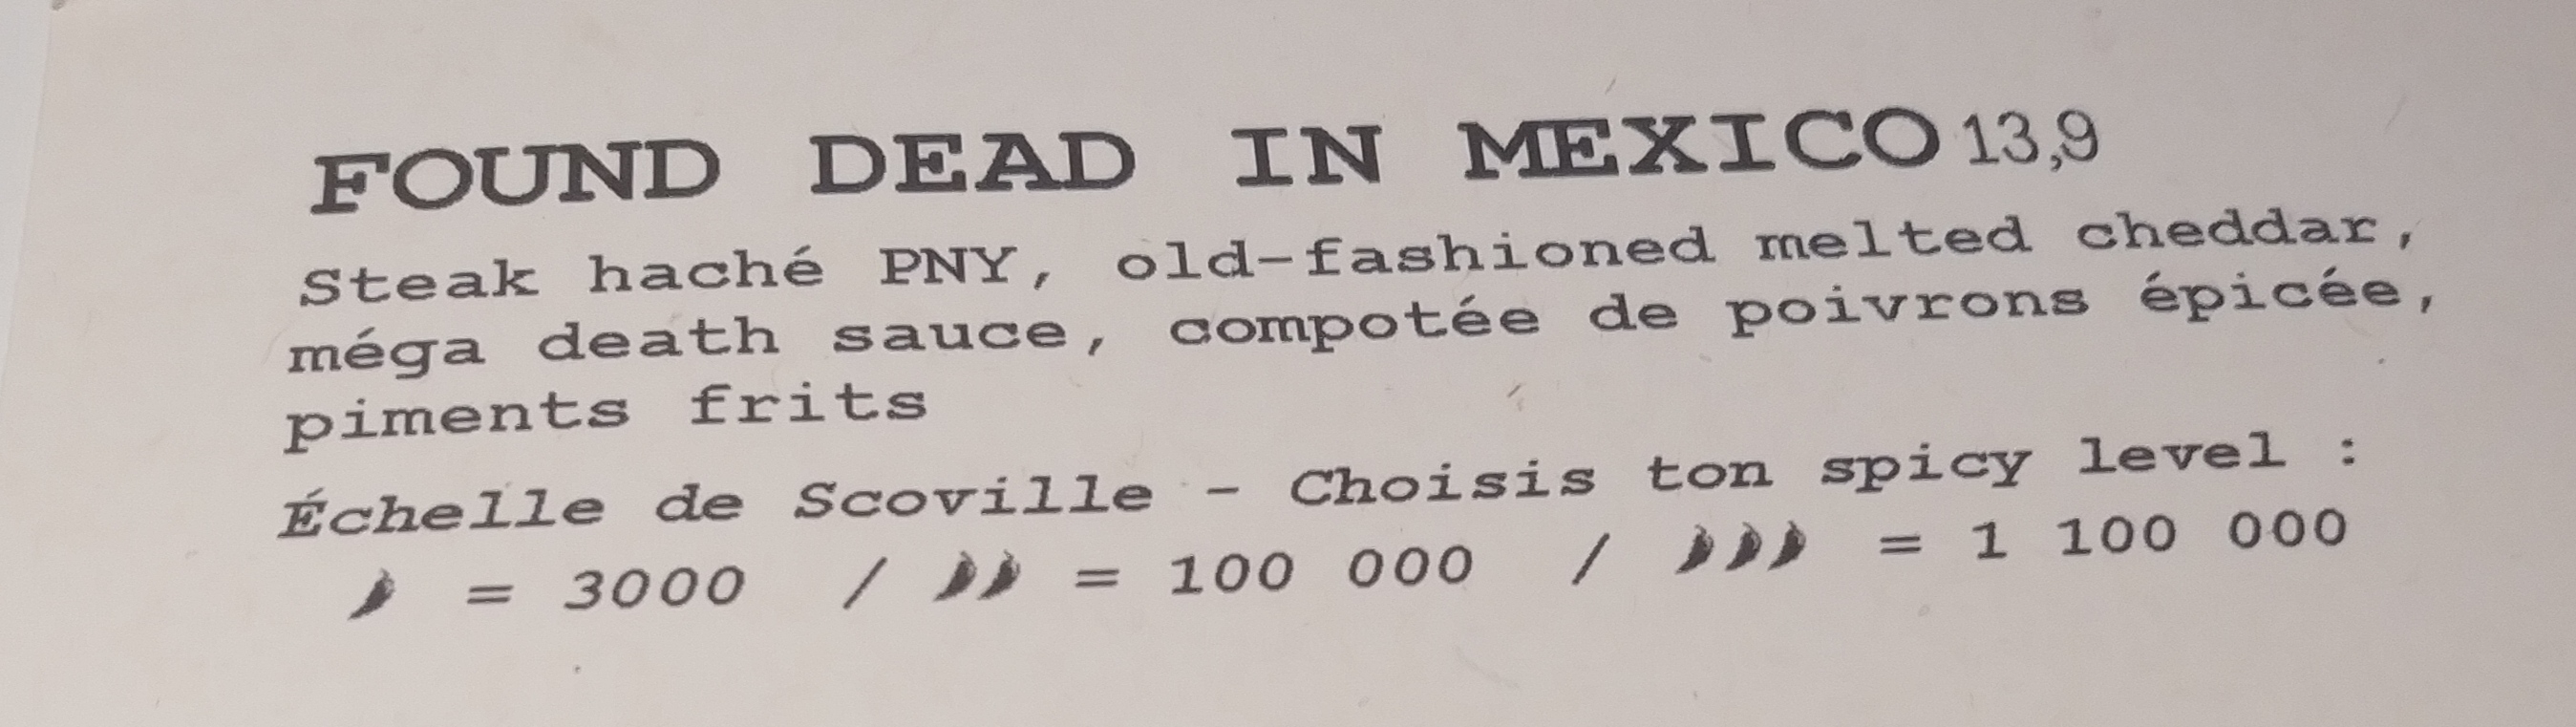 FOUND DEAD IN MEXICO 13,9
Steak haché PNY, old-fashioned melted cheddar,
méga death sauce, compotée de poivrons épicée,
piments frits
Échelle de Scoville - Choisis ton spicy level :
= 3000 / = 100 000 / = 1 100 000